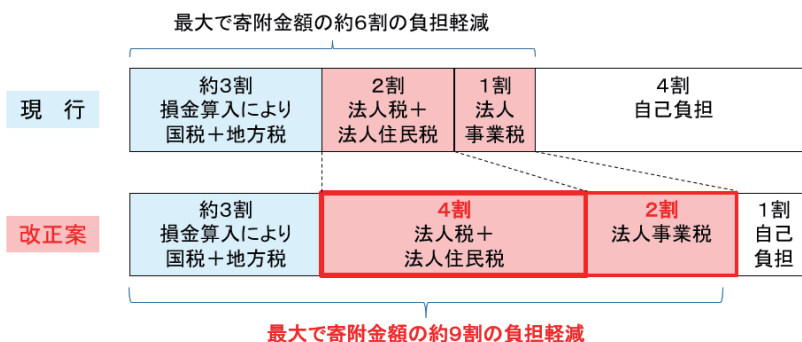 最大で寄附金額の約6割の負担軽減
現　行
約3割
損金算入により
国税＋地方税
2割
法人税＋
法人住民税
1割
法人
事業税
4割
自己負担
改正案
約3割
損金算入により
国税＋地方税
4割
法人税＋
法人住民税
2割
法人事業税
1割
自己
負担
最大で寄附金額の約9割の負担軽減